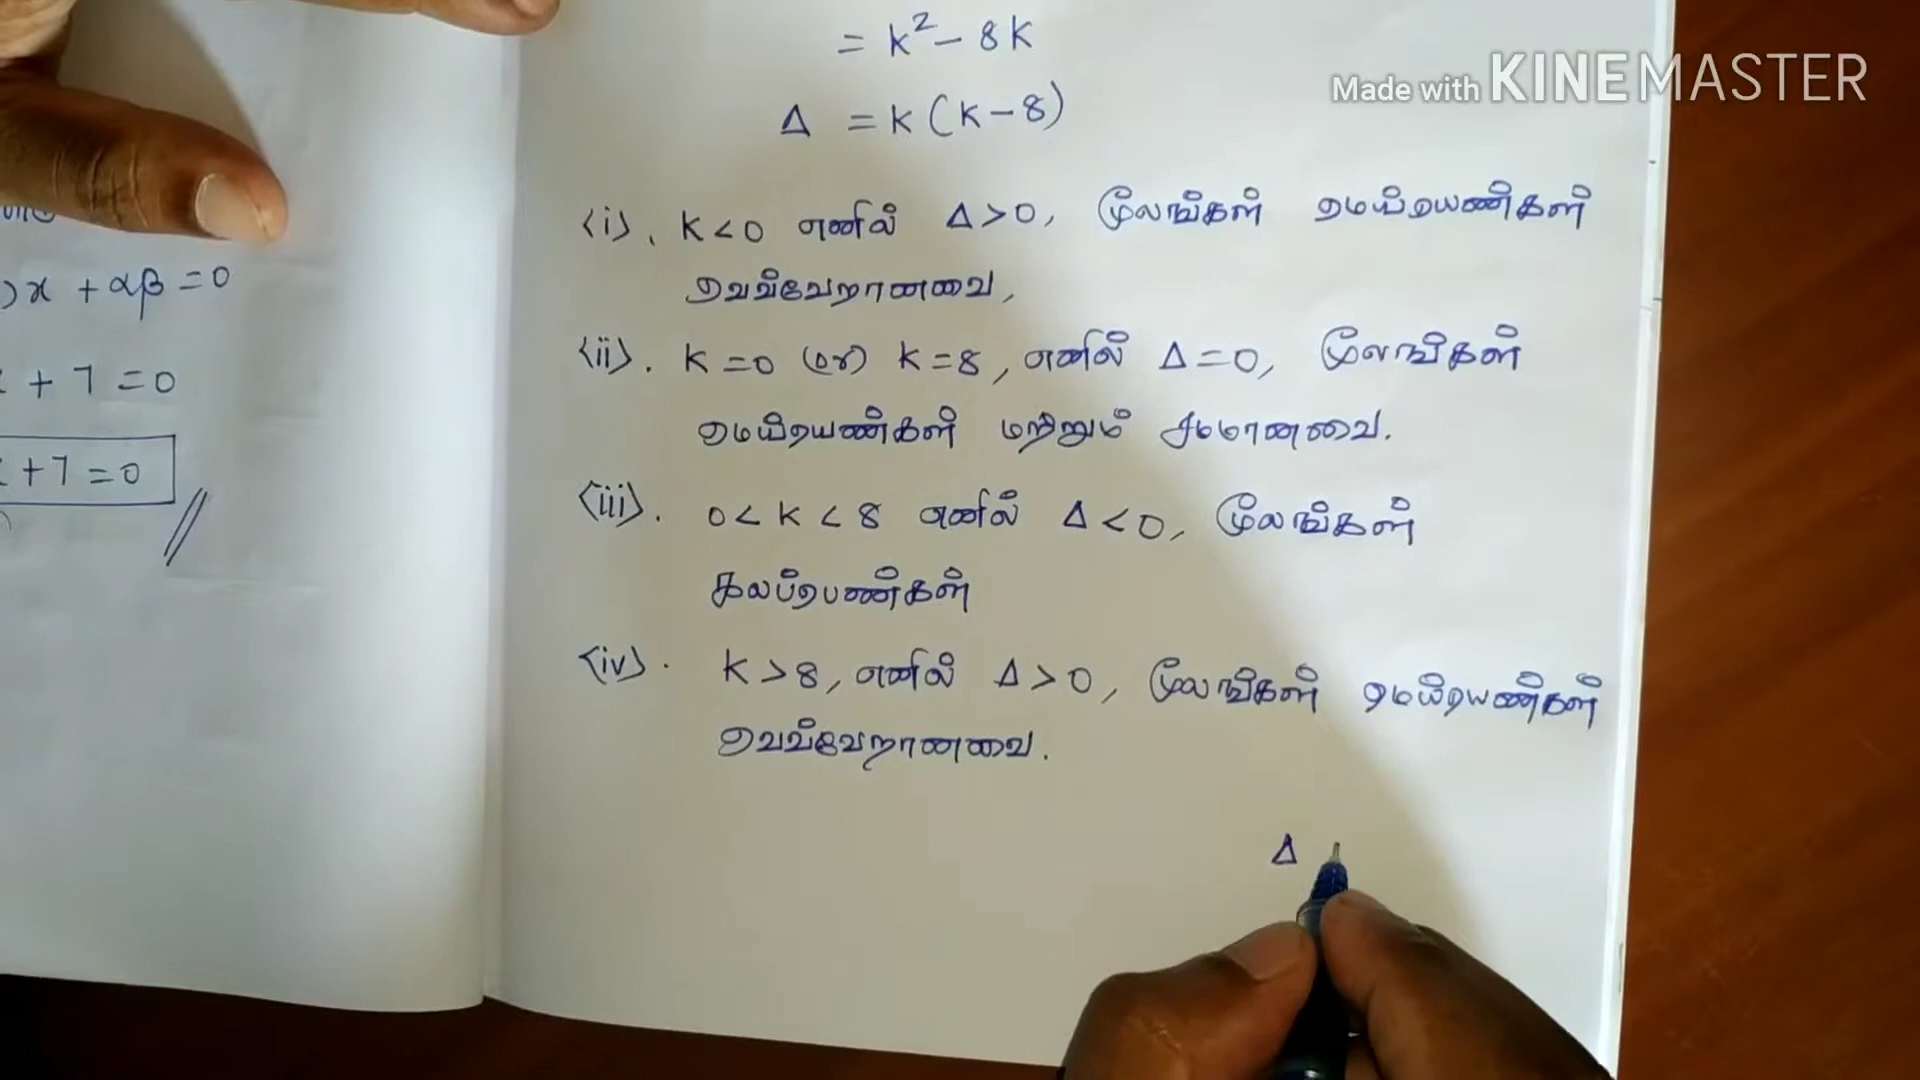 Made with KINEMASTER
)x + αβ = 0
+ 7 = 0
+ 7 = 0
= k² - 8k
Δ = k (k - 8)
(i). k < 0 எனில் Δ > 0, மூலங்கள் மெய்யெண்கள்
வெவ்வேறானவை,
(ii). k = 0 (or) k = 8, எனில் Δ = 0, மூலங்கள்
மெய்யெண்கள் மற்றும் சமமானவை.
(iii). 0 < k < 8 எனில் Δ < 0, மூலங்கள்
கலப்பெண்கள்
(iv). k > 8, எனில் Δ > 0, மூலங்கள் மெய்யெண்கள்
வெவ்வேறானவை.
Δ